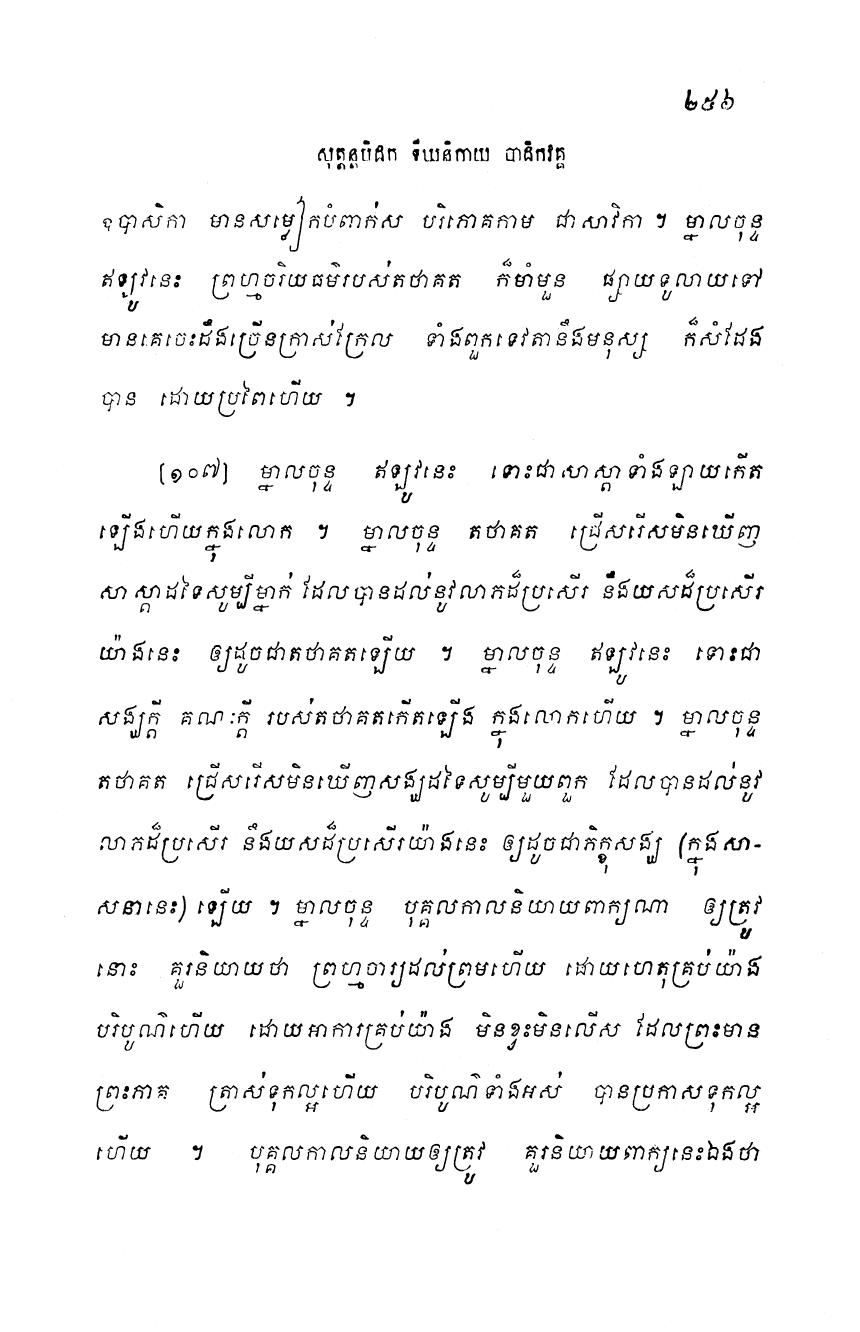 ២៥៦
សុត្តន្តបិដក ទីឃនិកាយ បាដិកវគ្គ
ឧបាសិកា មានសម្លៀកបំពាក់ស បរិភោគកាម ជាសាវិកា ។ ម្នាលចុន្ទ
ឥឡូវនេះ ព្រហ្មចរិយធម៌របស់តថាគត ក៏មាំមួន ផ្សាយទូលាយទៅ
មានគេចេះដឹងច្រើនក្រាស់ក្រែល ទាំងពួកទេវតានឹងមនុស្ស ក៏សំដែង
បាន ដោយប្រពៃហើយ ។
[១០៧] ម្នាលចុន្ទ ឥឡូវនេះ ទោះជាសាស្តាទាំងឡាយកើត
ឡើងហើយក្នុងលោក ។ ម្នាលចុន្ទ តថាគត ជ្រើសរើសមិនឃើញ
សាស្តាដទៃសូម្បីម្នាក់ ដែលបានដល់នូវលាភដ៏ប្រសើរ នឹងយសដ៏ប្រសើរ
យ៉ាងនេះ ឲ្យដូចជាតថាគតឡើយ ។ ម្នាលចុន្ទ ឥឡូវនេះ ទោះជា
សង្ឃក្តី គណៈក្តី របស់តថាគតកើតឡើង ក្នុងលោកហើយ ។ ម្នាលចុន្ទ
តថាគត ជ្រើសរើសមិនឃើញសង្ឃដទៃសូម្បីមួយពួក ដែលបានដល់នូវ
លាភដ៏ប្រសើរ នឹងយសដ៏ប្រសើរយ៉ាងនេះ ឲ្យដូចជាភិក្ខុសង្ឃ (ក្នុងសា-
សនានេះ) ឡើយ ។ ម្នាលចុន្ទ បុគ្គលកាលនិយាយពាក្យណា ឲ្យត្រូវ
នោះ គួរនិយាយថា ព្រហ្មចារ្យដល់ព្រមហើយ ដោយហេតុគ្រប់យ៉ាង
បរិបូណ៌ហើយ ដោយអាការគ្រប់យ៉ាង មិនខ្វះមិនលើស ដែលព្រះមាន
ព្រះភាគ ត្រាស់ទុកល្អហើយ បរិបូណ៌ទាំងអស់ បានប្រកាសទុកល្អ
ហើយ ។ បុគ្គលកាលនិយាយឲ្យត្រូវ គួរនិយាយពាក្យនេះឯងថា